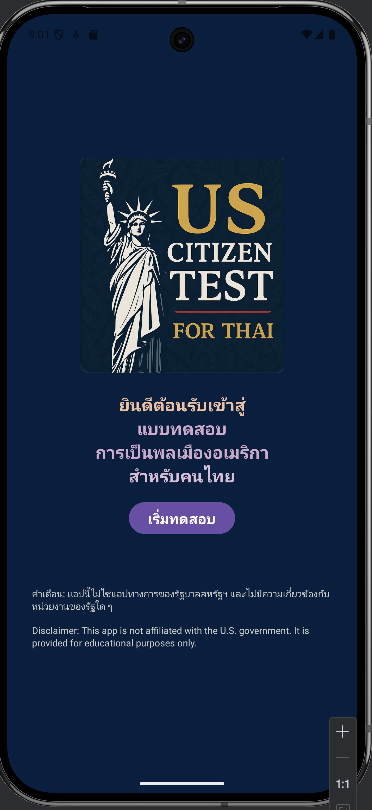 9:01
US
CITIZEN
TEST
FOR THAI
ยินดีต้อนรับเข้าสู่
แบบทดสอบ
การเป็นพลเมืองอเมริกา
สำหรับคนไทย
เริ่มทดสอบ
คำเตือน: แอปนี้ไม่ใช่แอปทางการของรัฐบาลสหรัฐฯ และไม่มีความเกี่ยวข้องกับ
หน่วยงานของรัฐใด ๆ
Disclaimer: This app is not affiliated with the U.S. government. It is
provided for educational purposes only.
1:1